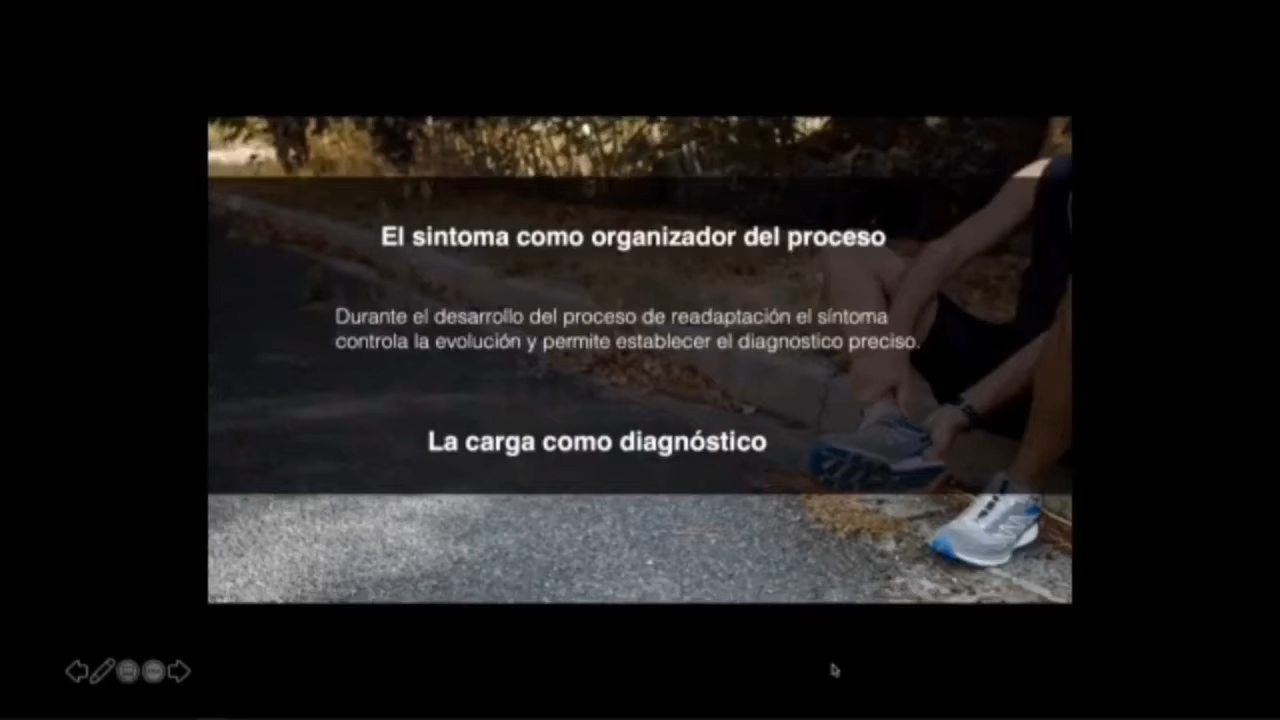 El sintoma como organizador del proceso
Durante el desarrollo del proceso de readaptación el síntoma
controla la evolución y permite establecer el diagnostico preciso.
La carga como diagnóstico